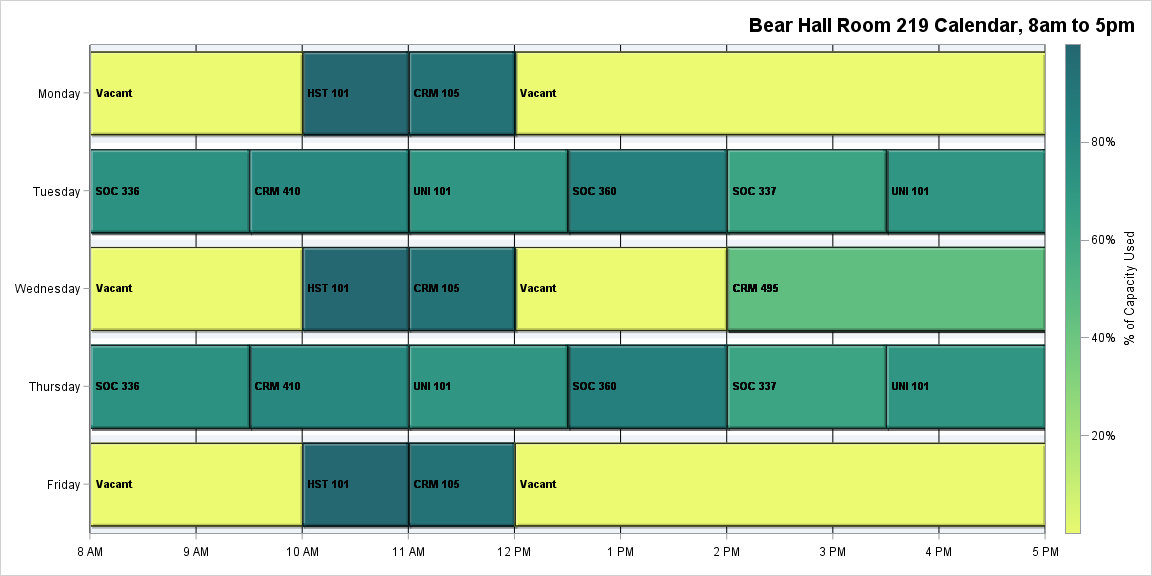 Bear Hall Room 219 Calendar, 8am to 5pm
Monday
Vacant
HST 101
CRM 105
Vacant
Tuesday
SOC 336
CRM 410
UNI 101
SOC 360
SOC 337
UNI 101
Wednesday
Vacant
HST 101
CRM 105
Vacant
CRM 495
Thursday
SOC 336
CRM 410
UNI 101
SOC 360
SOC 337
UNI 101
Friday
Vacant
HST 101
CRM 105
Vacant
8 AM
9 AM
10 AM
11 AM
12 PM
1 PM
2 PM
3 PM
4 PM
5 PM
80%
60%
40%
20%
% of Capacity Used